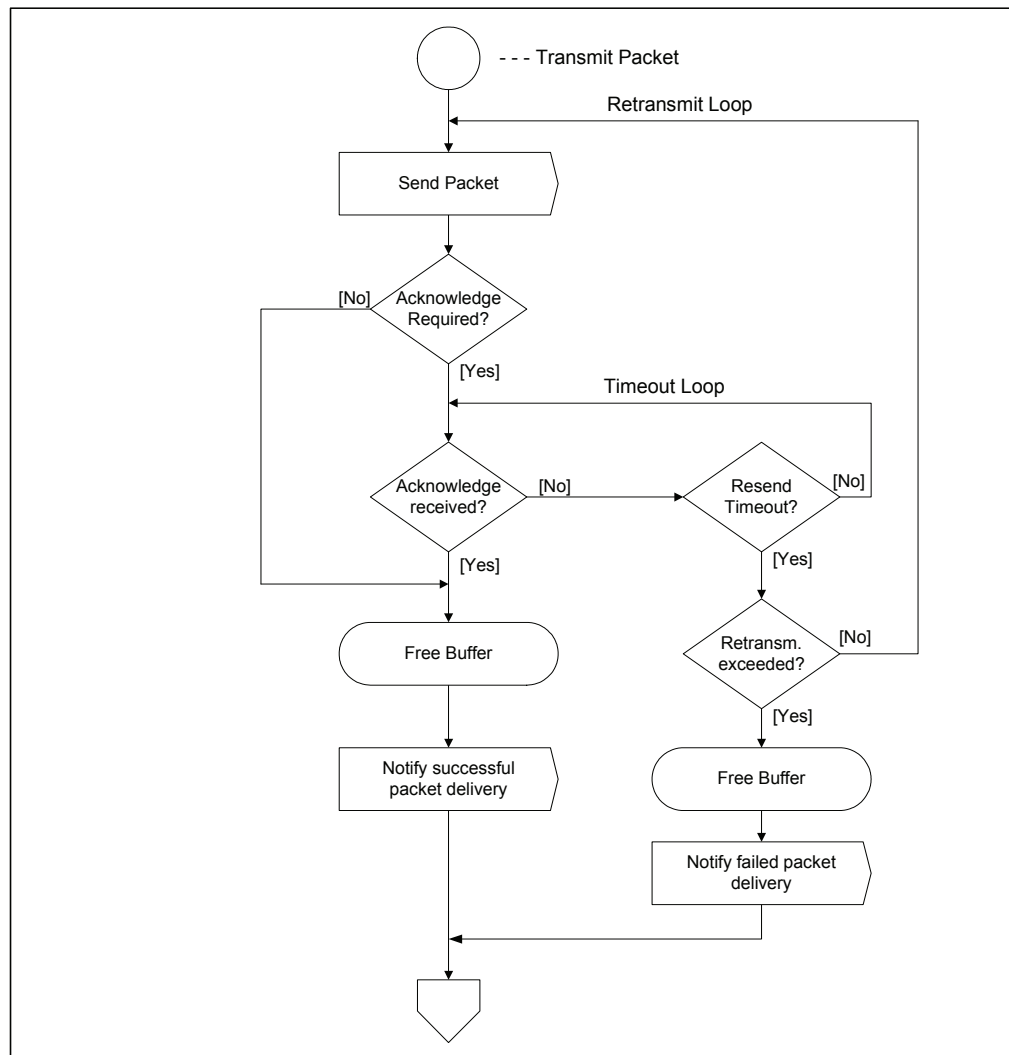 - - - Transmit Packet
Retransmit Loop
Send Packet
[No]
Acknowledge
Required?
[Yes]
Timeout Loop
Acknowledge
received?
[No]
Resend
Timeout?
[No]
[Yes]
[Yes]
Free Buffer
Retransm.
exceeded?
[No]
[Yes]
Notify successful
packet delivery
Free Buffer
Notify failed packet
delivery